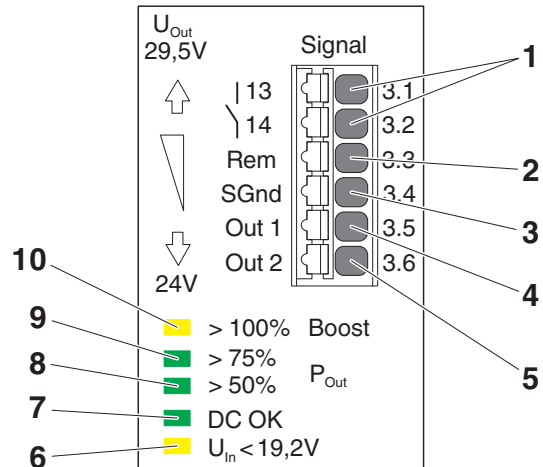 U_Out
29,5V
Signal
1
13
3.1
14
3.2
Rem
3.3
2
SGnd
3.4
3
Out 1
3.5
Out 2
3.6
4
24V
10
> 100% Boost
5
9
> 75%
8
> 50%
P_Out
7
DC OK
6
U_In < 19,2V